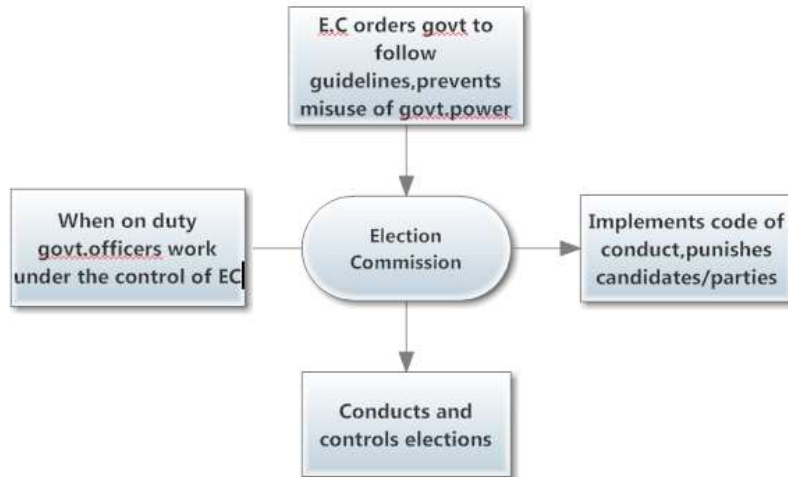 E.C orders govt to
follow
guidelines,prevents
misuse of govt.power
When on duty
govt.officers work
under the control of EC
Election
Commission
Implements code of
conduct,punishes
candidates/parties
Conducts and
controls elections